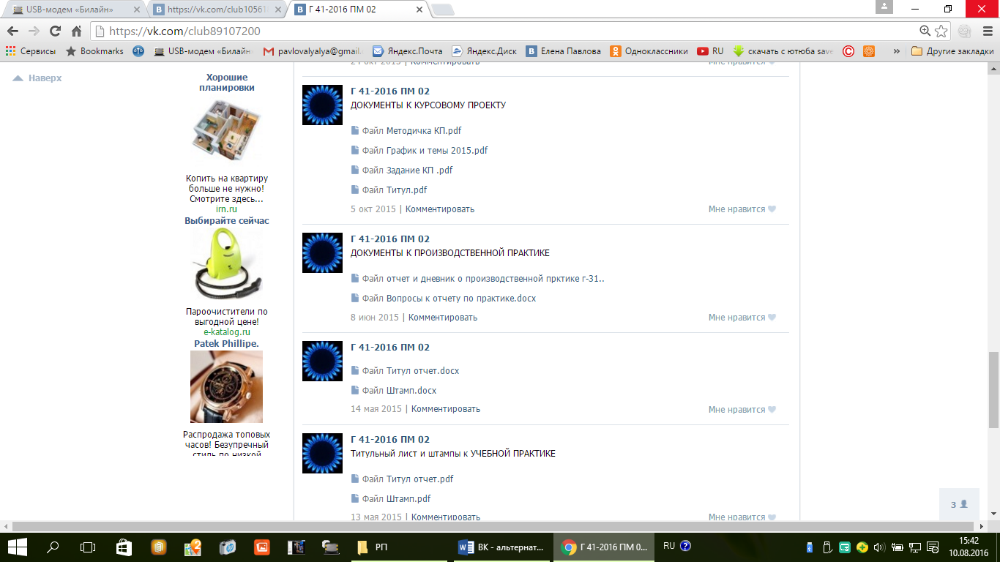 USB-модем «Билайн»
https://vk.com/club10561
Г 41-2016 ПМ 02
https://vk.com/club89107200
Сервисы
Bookmarks
USB-модем «Билайн
pavlovalyalya@gmail.
Яндекс.Почта
Яндекс.Диск
Елена Павлова
Одноклассники
RU
скачать с ютюба save
Другие закладки
Наверх
Хорошие
планировки
Копить на квартиру
больше не нужно!
Смотрите здесь...
irn.ru
Выбирайте сейчас
Пароочистители по
выгодной цене!
e-katalog.ru
Patek Phillipe.
Распродажа топовых
часов! Безупречный
стиль по низкой
24 окт 2015 | Комментировать
Мне нравится
Г 41-2016 ПМ 02
ДОКУМЕНТЫ К КУРСОВОМУ ПРОЕКТУ
Файл Методичка КП.pdf
Файл График и темы 2015.pdf
Файл Задание КП .pdf
Файл Титул.pdf
5 окт 2015 | Комментировать
Мне нравится
Г 41-2016 ПМ 02
ДОКУМЕНТЫ К ПРОИЗВОДСТВЕННОЙ ПРАКТИКЕ
Файл отчет и дневник о производственной прктике г-31..
Файл Вопросы к отчету по практике.docx
8 июн 2015 | Комментировать
Мне нравится
Г 41-2016 ПМ 02
Файл Титул отчет.docx
Файл Штамп.docx
14 мая 2015 | Комментировать
Мне нравится
Г 41-2016 ПМ 02
Титульный лист и штампы к УЧЕБНОЙ ПРАКТИКЕ
Файл Титул отчет.pdf
Файл Штамп.pdf
13 мая 2015 | Комментировать
Мне нравится
3
РП
ВК - альтернат...
Г 41-2016 ПМ 0...
RU
15:42
10.08.2016